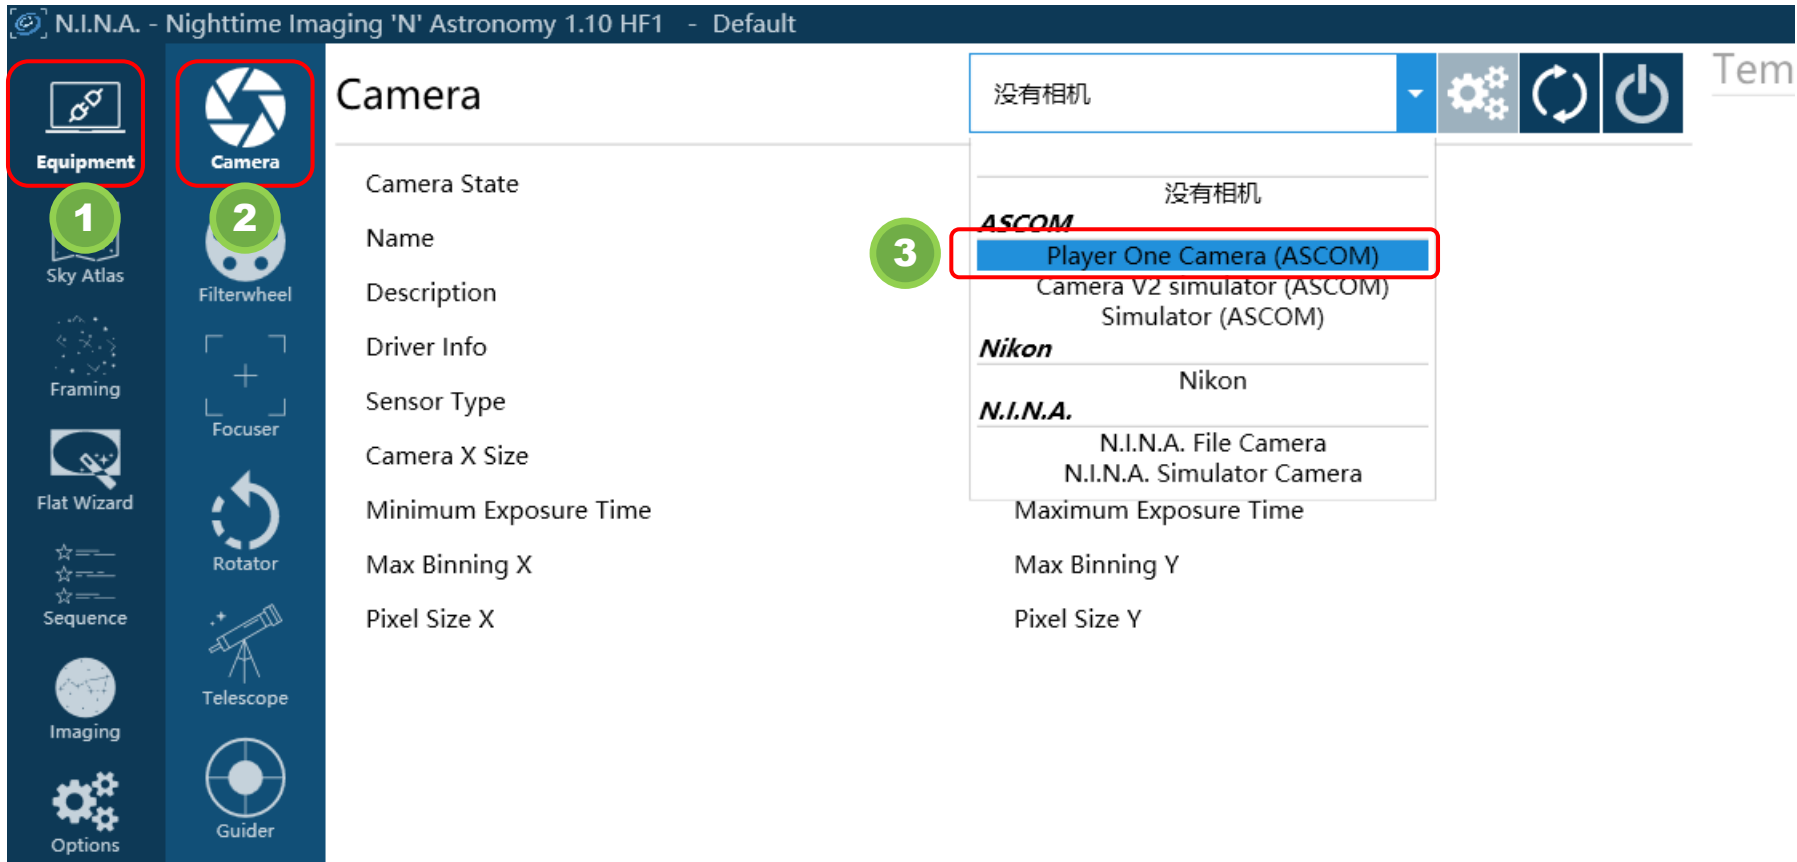 N.I.N.A. - Nighttime Imaging 'N' Astronomy 1.10 HF1 - Default
Equipment
1
Sky Atlas
Framing
Flat Wizard
Sequence
Imaging
Options
Camera
2
Filterwheel
Focuser
Rotator
Telescope
Guider
Camera
没有相机
Tem
Camera State
Name
Description
Driver Info
Sensor Type
Camera X Size
Minimum Exposure Time
Max Binning X
Pixel Size X
没有相机
ASCOM
3
Player One Camera (ASCOM)
Camera V2 simulator (ASCOM)
Simulator (ASCOM)
Nikon
Nikon
N.I.N.A.
N.I.N.A. File Camera
N.I.N.A. Simulator Camera
Maximum Exposure Time
Max Binning Y
Pixel Size Y